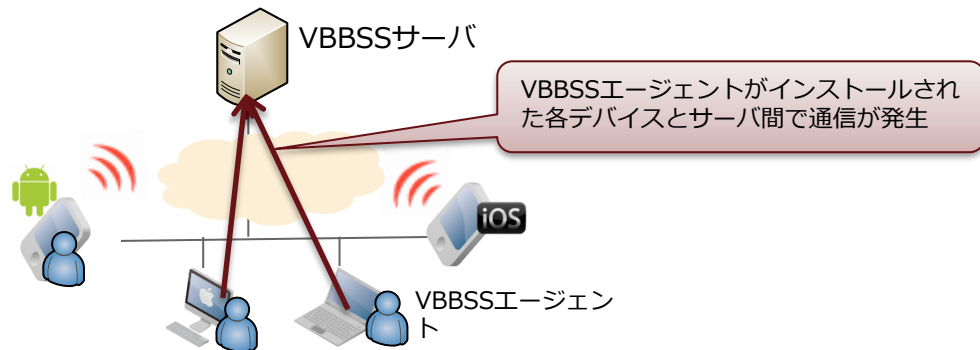 VBBSSサーバ
VBBSSエージェントがインストールされ
た各デバイスとサーバ間で通信が発生
iOS
VBBSSエージェン
ト